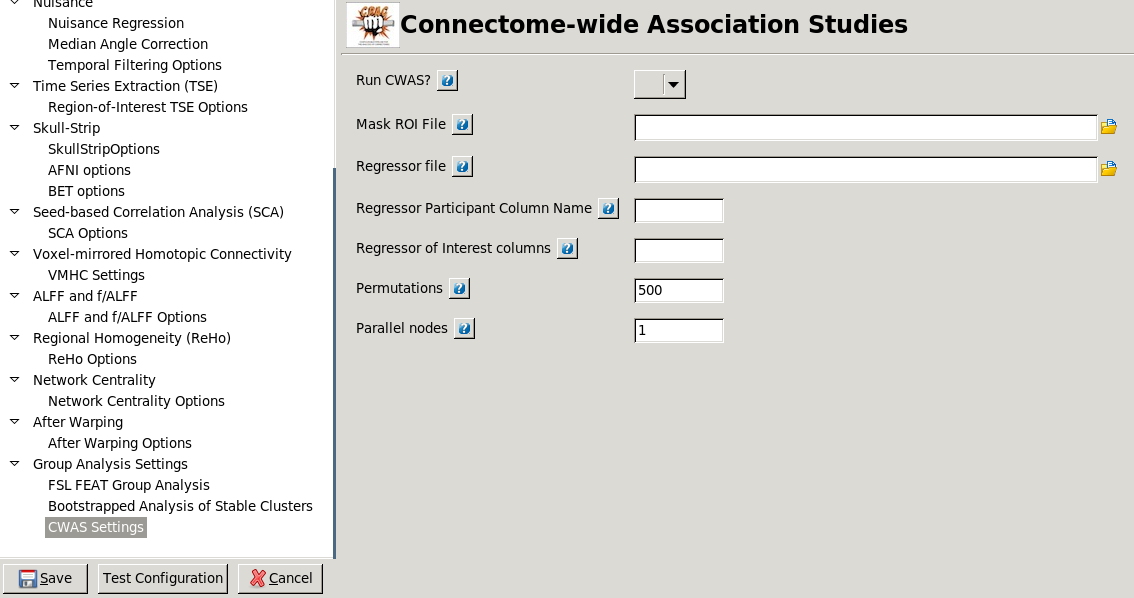 Nuisance
Nuisance Regression
Median Angle Correction
Temporal Filtering Options
Time Series Extraction (TSE)
Region-of-Interest TSE Options
Skull-Strip
SkullStripOptions
AFNI options
BET options
Seed-based Correlation Analysis (SCA)
SCA Options
Voxel-mirrored Homotopic Connectivity
VMHC Settings
ALFF and f/ALFF
ALFF and f/ALFF Options
Regional Homogeneity (ReHo)
ReHo Options
Network Centrality
Network Centrality Options
After Warping
After Warping Options
Group Analysis Settings
FSL FEAT Group Analysis
Bootstrapped Analysis of Stable Clusters
CWAS Settings
Save Test Configuration Cancel
Connectome-wide Association Studies
Run CWAS? ?
Mask ROI File ?
Regressor file ?
Regressor Participant Column Name ?
Regressor of Interest columns ?
Permutations ? 500
Parallel nodes ? 1